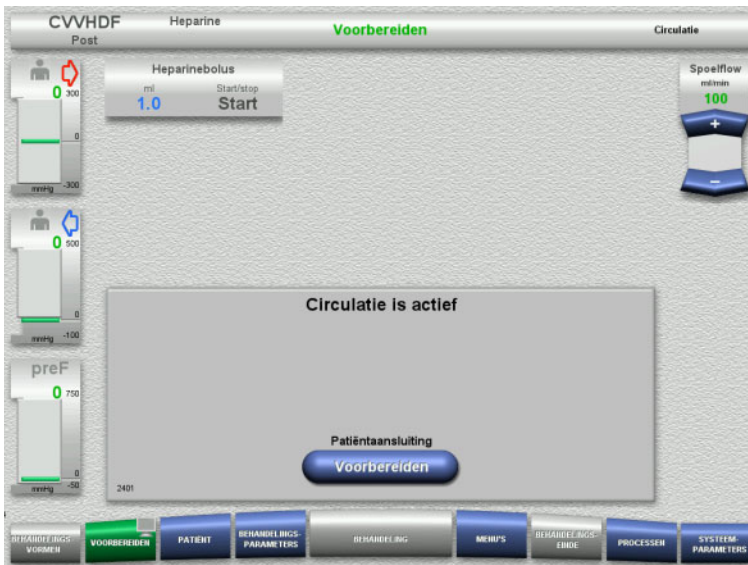 CVVHDF
Post
Heparine
Voorbereiden
Circulatie
0
300
0
mmHg
-300
Heparinebolus
ml
Start/stop
1.0
Start
Spoelflow
ml/min
100
+
−
0
500
0
mmHg
-100
preF
0
750
0
mmHg
-50
Circulatie is actief
Patiëntaansluiting
Voorbereiden
2401
BEHANDELINGS-
VORMEN
VOORBEREIDEN
PATIËNT
BEHANDELINGS-
PARAMETERS
BEHANDELING
MENU'S
BEHANDELINGS-
EINDE
PROCESSEN
SYSTEEM-
PARAMETERS